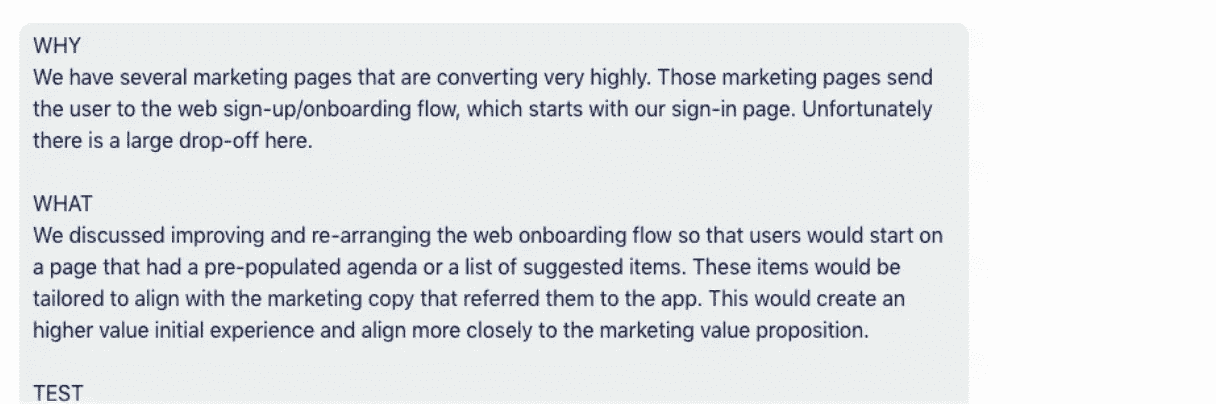 WHY
We have several marketing pages that are converting very highly. Those marketing pages send
the user to the web sign-up/onboarding flow, which starts with our sign-in page. Unfortunately
there is a large drop-off here.
WHAT
We discussed improving and re-arranging the web onboarding flow so that users would start on
a page that had a pre-populated agenda or a list of suggested items. These items would be
tailored to align with the marketing copy that referred them to the app. This would create an
higher value initial experience and align more closely to the marketing value proposition.
TEST